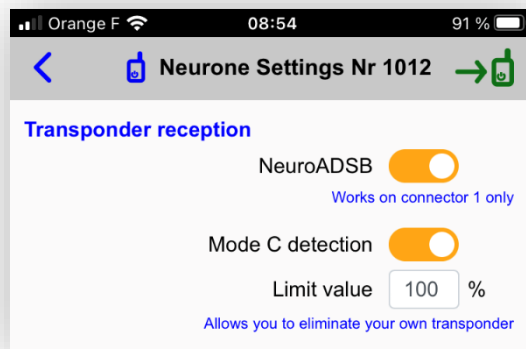 Orange F 08:54 91 %
Neurone Settings Nr 1012
Transponder reception
NeuroADSB
Works on connector 1 only
Mode C detection
Limit value 100 %
Allows you to eliminate your own transponder